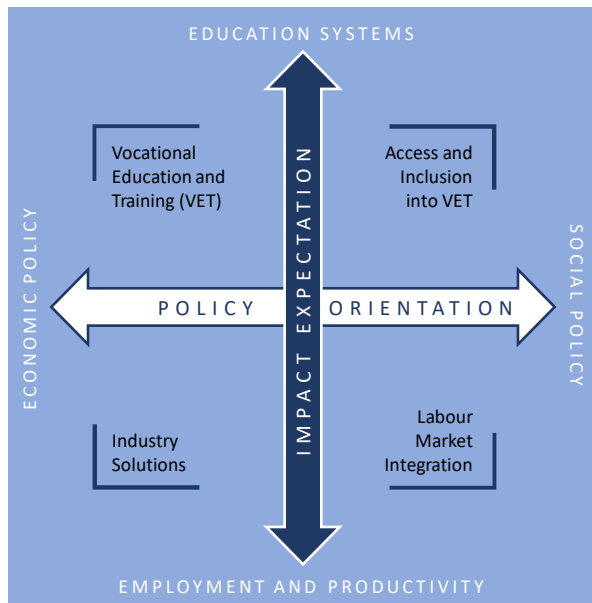 EDUCATION SYSTEMS
Vocational
Education and
Training (VET)
Access and
Inclusion
into VET
ECONOMIC POLICY
POLICY ORIENTATION
IMPACT EXPECTATION
SOCIAL POLICY
Industry
Solutions
Labour
Market
Integration
EMPLOYMENT AND PRODUCTIVITY